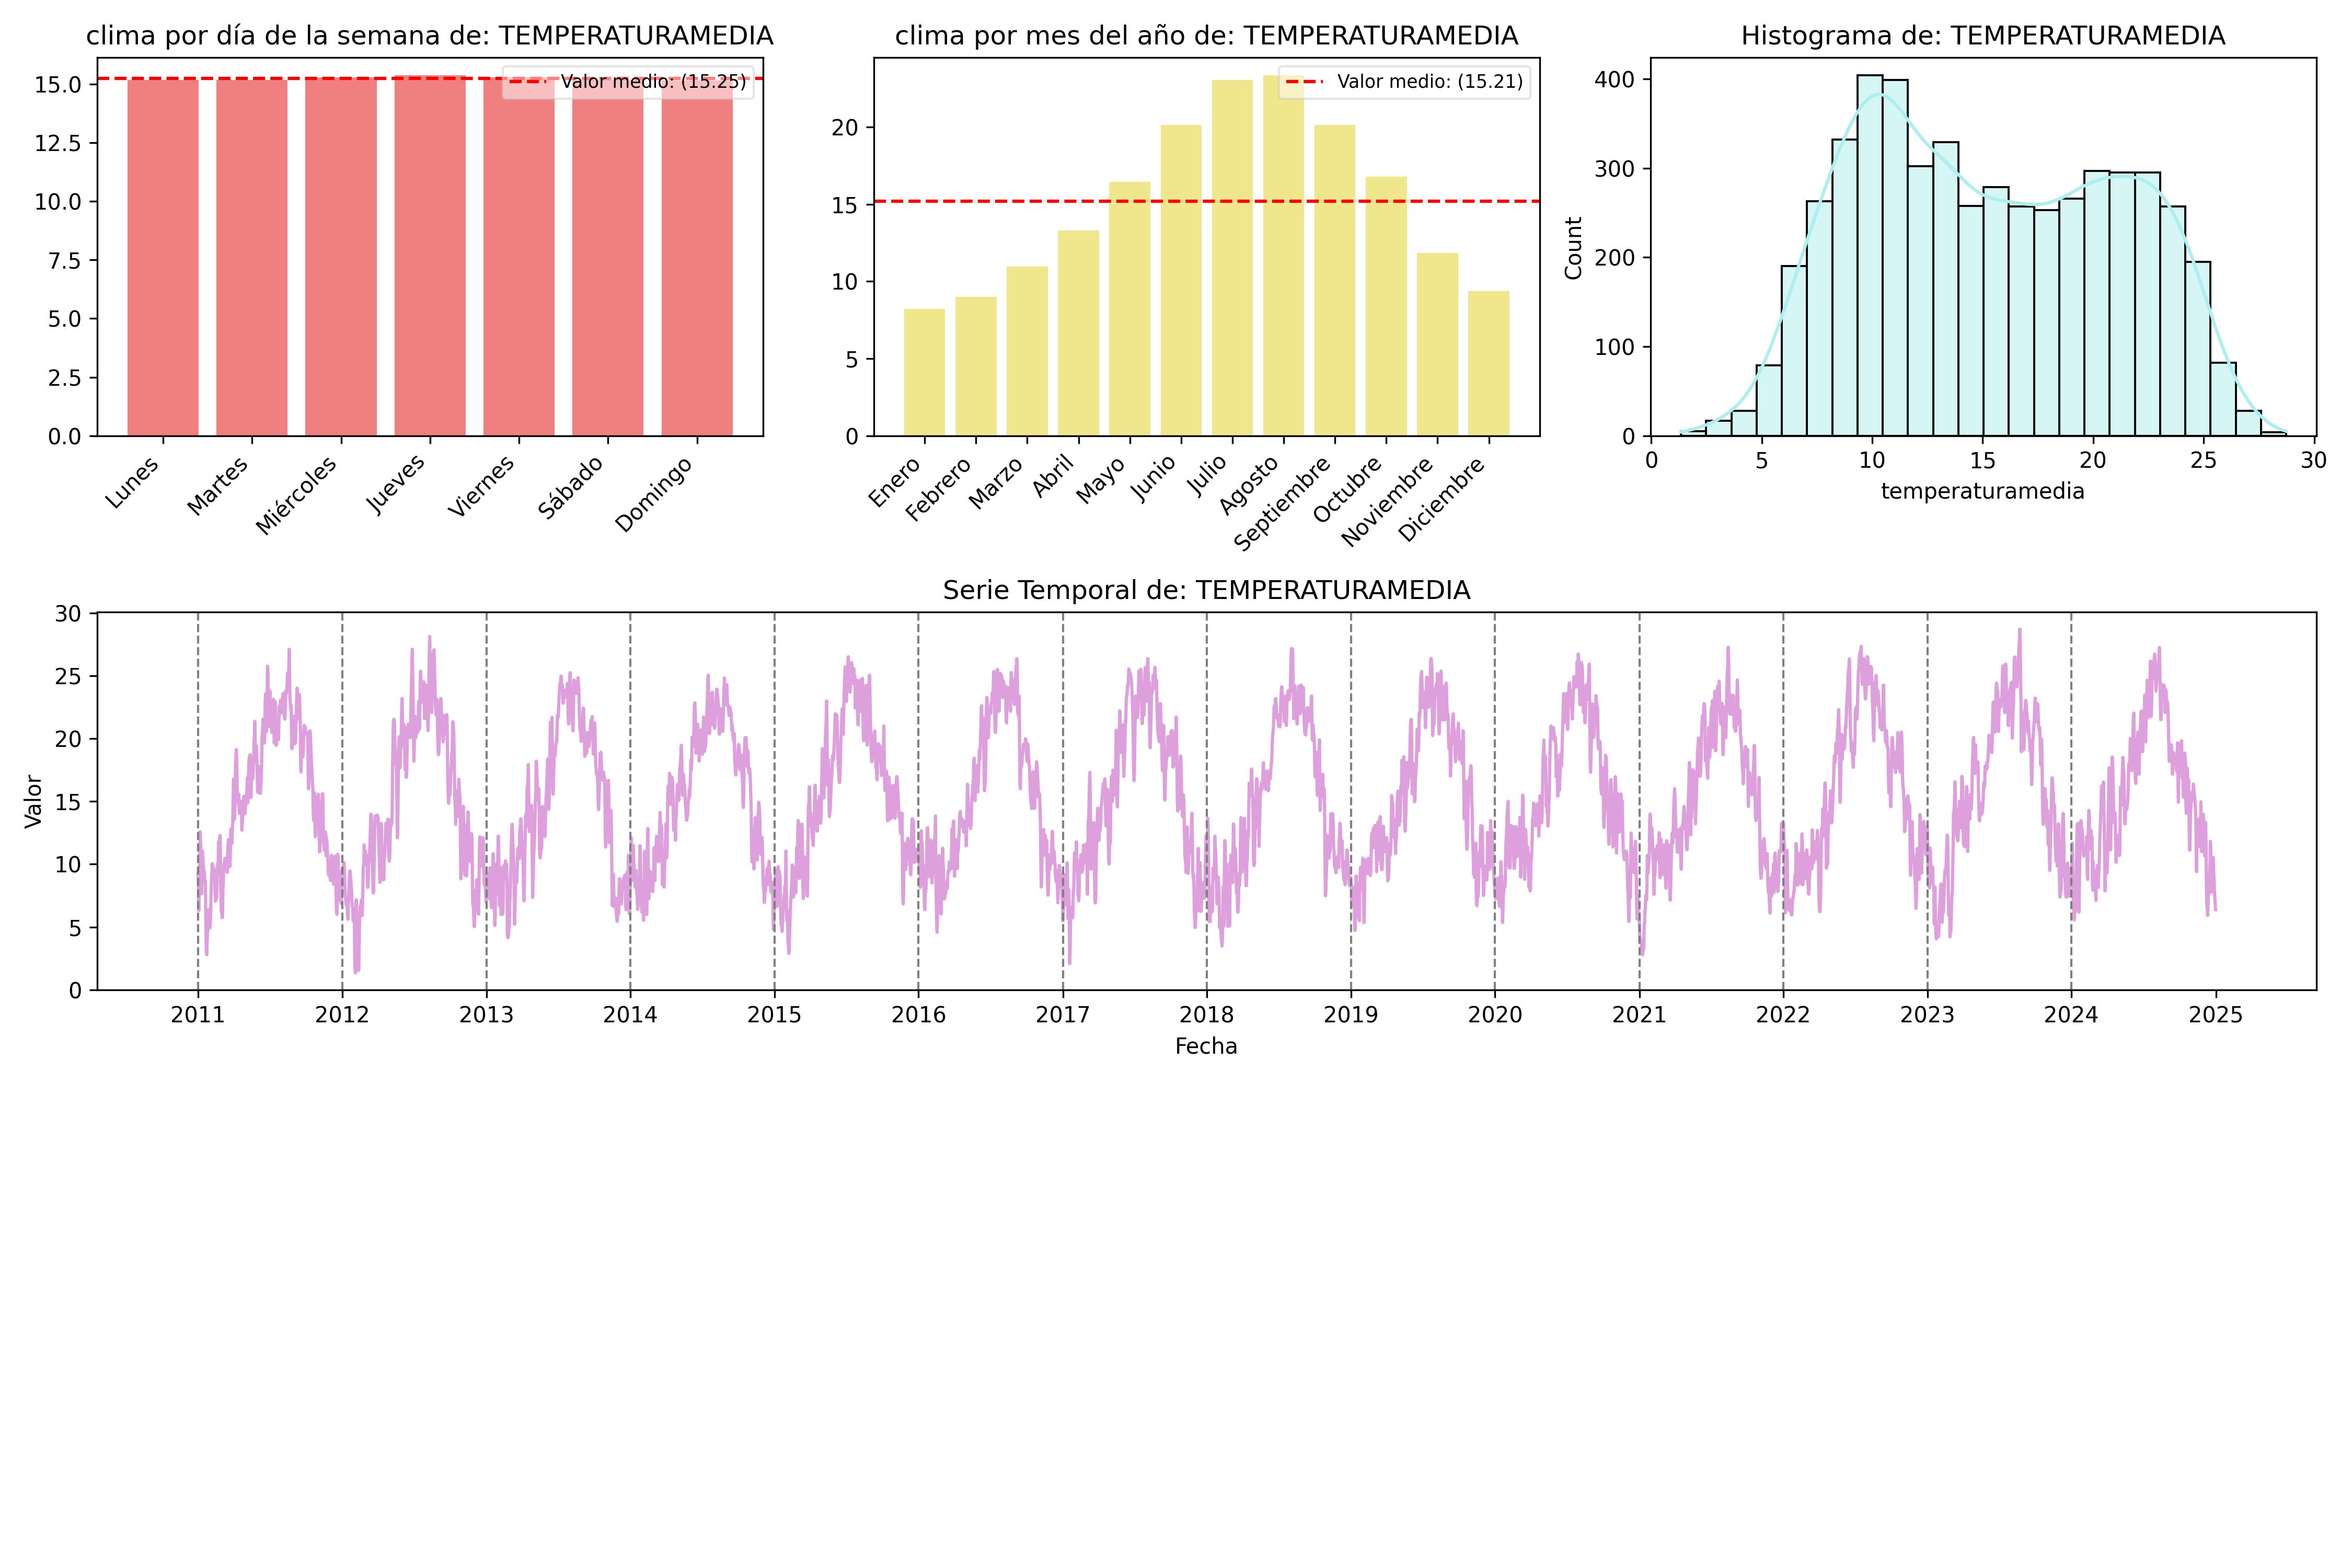 clima por día de la semana de: TEMPERATURAMEDIA
15.0
12.5
10.0
7.5
5.0
2.5
0.0
Valor medio: (15.25)
Lunes
Martes
Miércoles
Jueves
Viernes
Sábado
Domingo
clima por mes del año de: TEMPERATURAMEDIA
20
15
10
5
0
Valor medio: (15.21)
Enero
Febrero
Marzo
Abril
Mayo
Junio
Julio
Agosto
Septiembre
Octubre
Noviembre
Diciembre
Histograma de: TEMPERATURAMEDIA
Count
400
300
200
100
0
0 5 10 15 20 25 30
temperaturamedia
Serie Temporal de: TEMPERATURAMEDIA
Valor
30
25
20
15
10
5
0
2011 2012 2013 2014 2015 2016 2017 2018 2019 2020 2021 2022 2023 2024 2025
Fecha